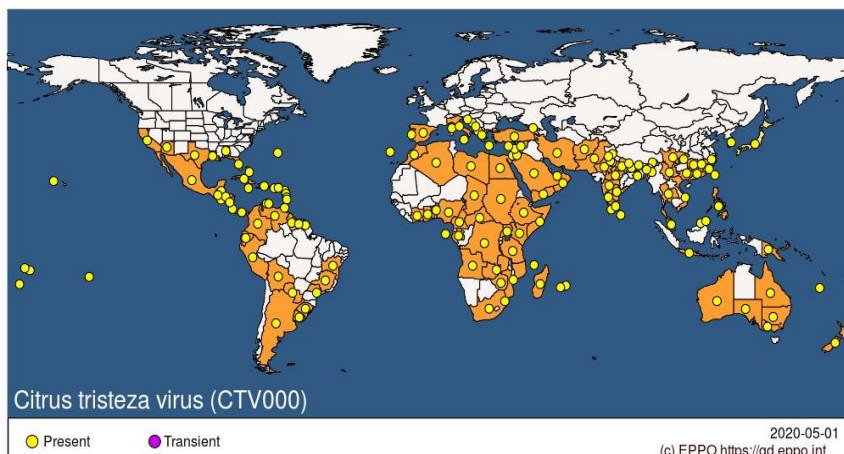 Citrus tristeza virus (CTV000)
Present Transient
2020-05-01
(c) EPPO https://gd.eppo.int